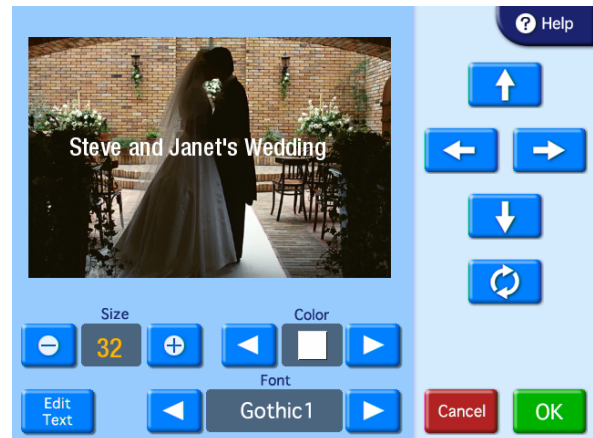 Help
Steve and Janet's Wedding
Size
Color
32
Font
Edit
Text
Gothic1
Cancel
OK